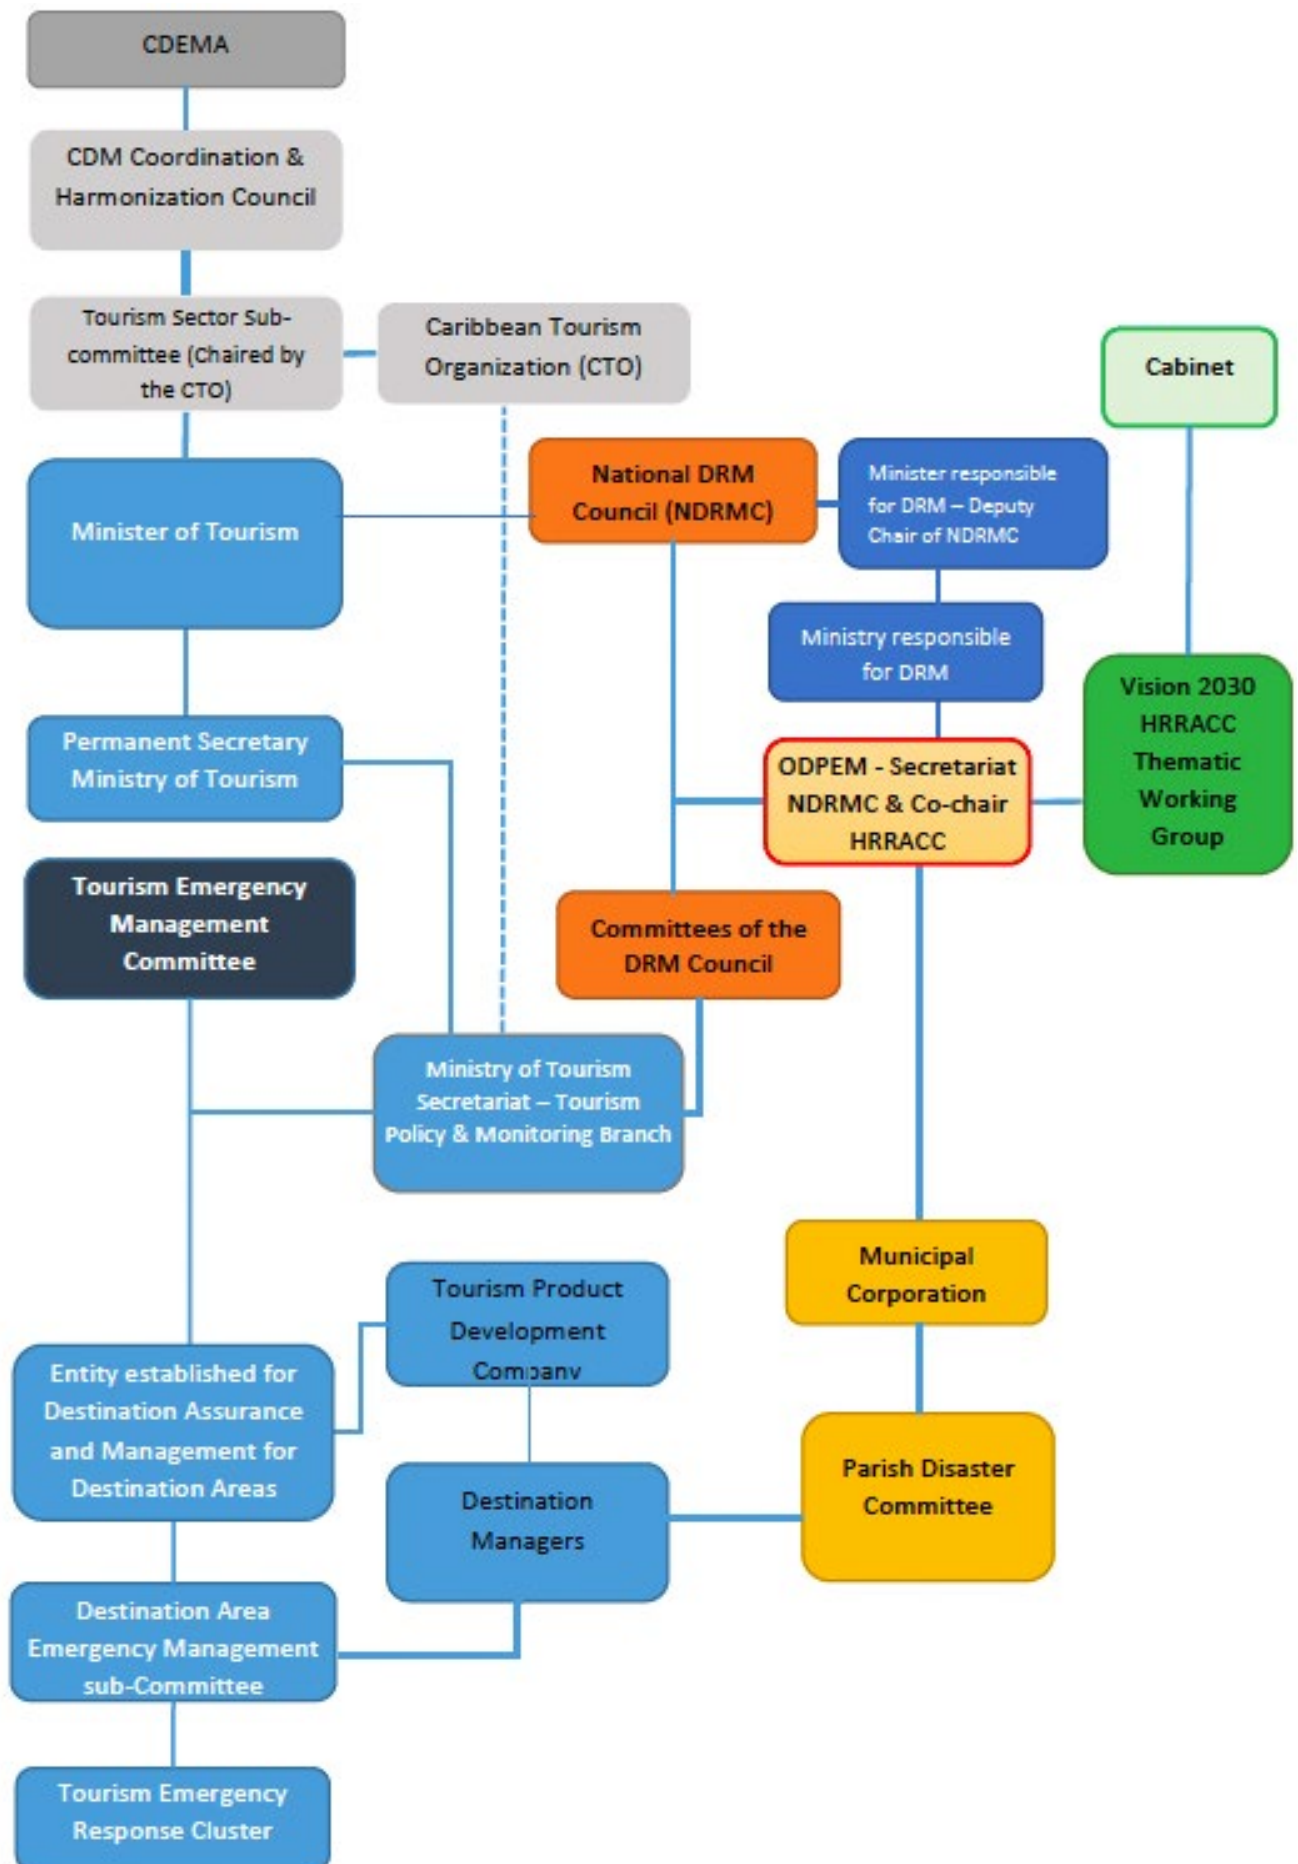 CDEMA
CDM Coordination &
Harmonization Council
Tourism Sector Sub-
committee (Chaired by
the CTO)
Caribbean Tourism
Organization (CTO)
Cabinet
National DRM
Council (NDRMC)
Minister responsible
for DRM – Deputy
Chair of NDRMC
Minister of Tourism
Ministry responsible
for DRM
Vision 2030
HRRACC
Thematic
Working
Group
Permanent Secretary
Ministry of Tourism
ODPEM - Secretariat
NDRMC & Co-chair
HRRACC
Tourism Emergency
Management
Committee
Committees of the
DRM Council
Ministry of Tourism
Secretariat – Tourism
Policy & Monitoring Branch
Municipal
Corporation
Tourism Product
Development
Company
Entity established for
Destination Assurance
and Management for
Destination Areas
Parish Disaster
Committee
Destination
Managers
Destination Area
Emergency Management
sub-Committee
Tourism Emergency
Response Cluster